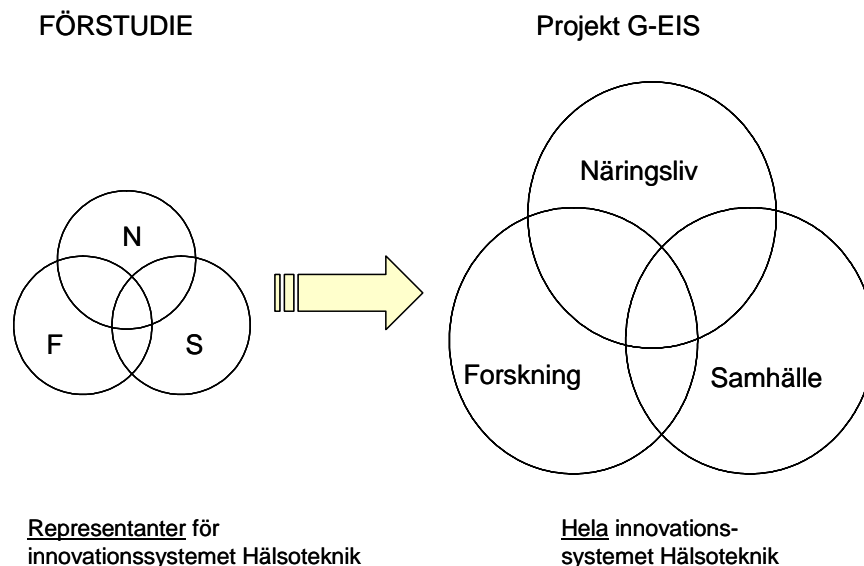 FÖRSTUDIE
N
F
S
Representanter för
innovationssystemet Hälsoteknik
Projekt G-EIS
Näringsliv
Forskning
Samhälle
Hela innovations-
systemet Hälsoteknik